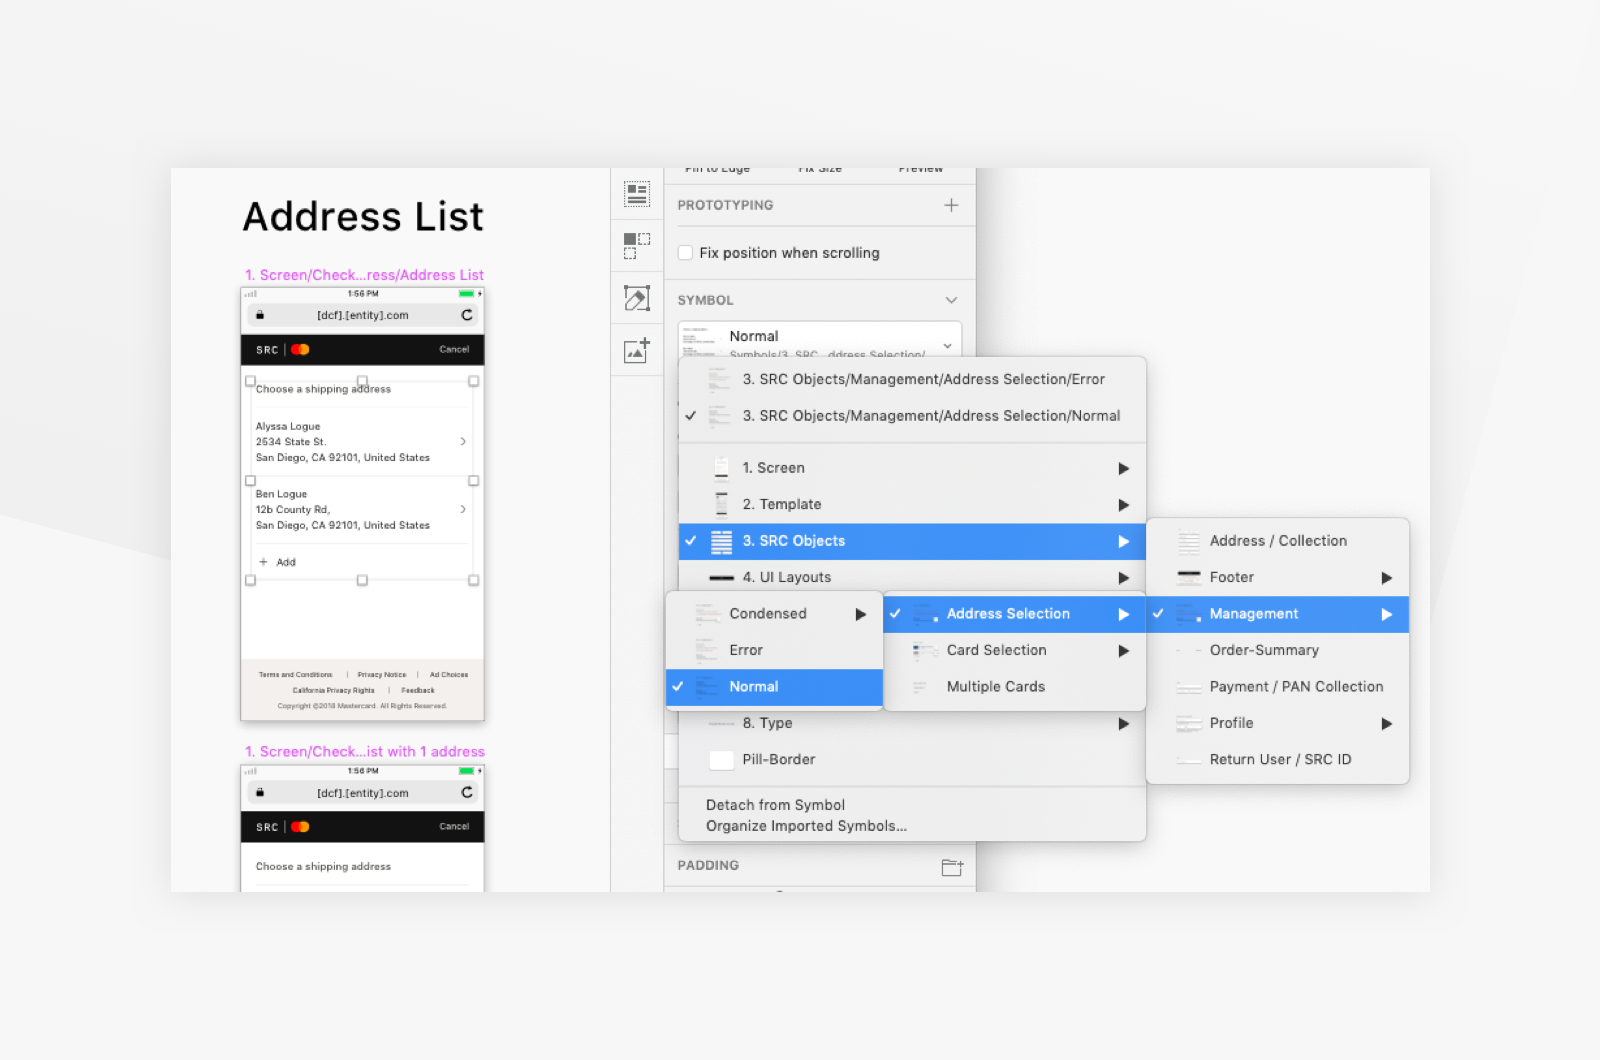 Address List
1. Screen/Check...ress/Address List
1:56 PM
[dcf].[entity].com
SRC
Cancel
Choose a shipping address
Alyssa Logue
2534 State St.
San Diego, CA 92101, United States
Ben Logue
12b County Rd,
San Diego, CA 92101, United States
+ Add
Terms and Conditions | Privacy Notice | Ad Choices
California Privacy Rights | Feedback
Copyright ©2018 Mastercard. All Rights Reserved.
1. Screen/Check...ist with 1 address
1:56 PM
[dcf].[entity].com
SRC
Cancel
Choose a shipping address
Pin to Edge
Fix Size
Preview
PROTOTYPING
Fix position when scrolling
SYMBOL
Normal
Symbols/3. SRC...ddress Selection/
3. SRC Objects/Management/Address Selection/Error
3. SRC Objects/Management/Address Selection/Normal
1. Screen
2. Template
3. SRC Objects
4. UI Layouts
8. Type
Pill-Border
Detach from Symbol
Organize Imported Symbols...
Address / Collection
Footer
Management
Order-Summary
Payment / PAN Collection
Profile
Return User / SRC ID
Address Selection
Card Selection
Multiple Cards
Condensed
Error
Normal
PADDING